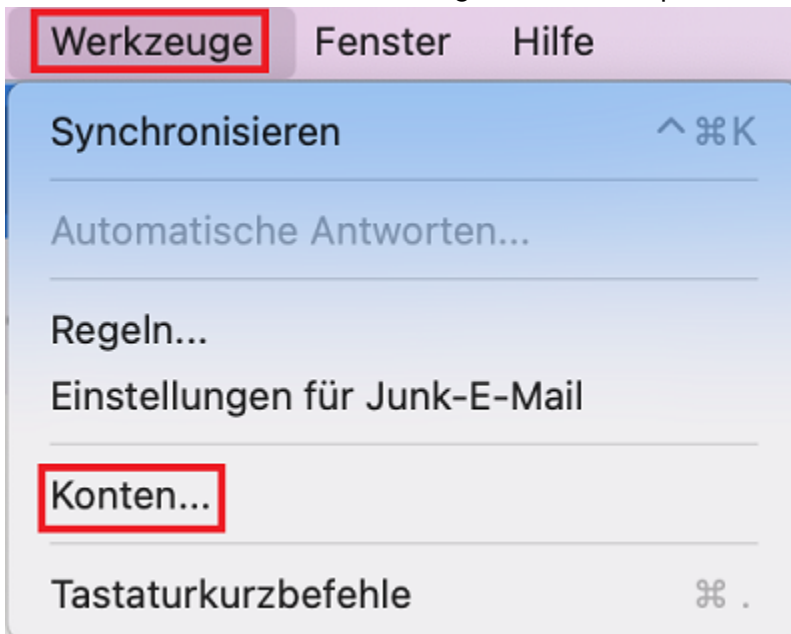 Werkzeuge Fenster Hilfe
Synchronisieren ^⌘K
Automatische Antworten...
Regeln...
Einstellungen für Junk-E-Mail
Konten...
Tastaturkurzbefehle ⌘.